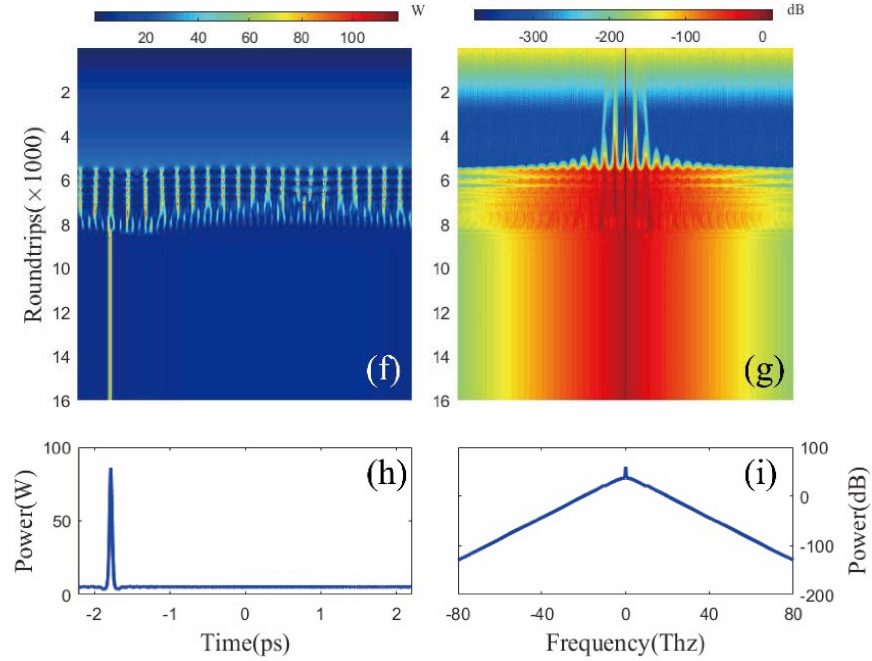 W
20 40 60 80 100
dB
-300 -200 -100 0
Roundtrips(×1000)
2
4
6
8
10
12
14
16
(f)
2
4
6
8
10
12
14
16
(g)
Power(W)
100
50
0
(h)
-2 -1 0 1 2
Time(ps)
(i)
100
0
-100
-200
Power(dB)
-80 -40 0 40 80
Frequency(Thz)